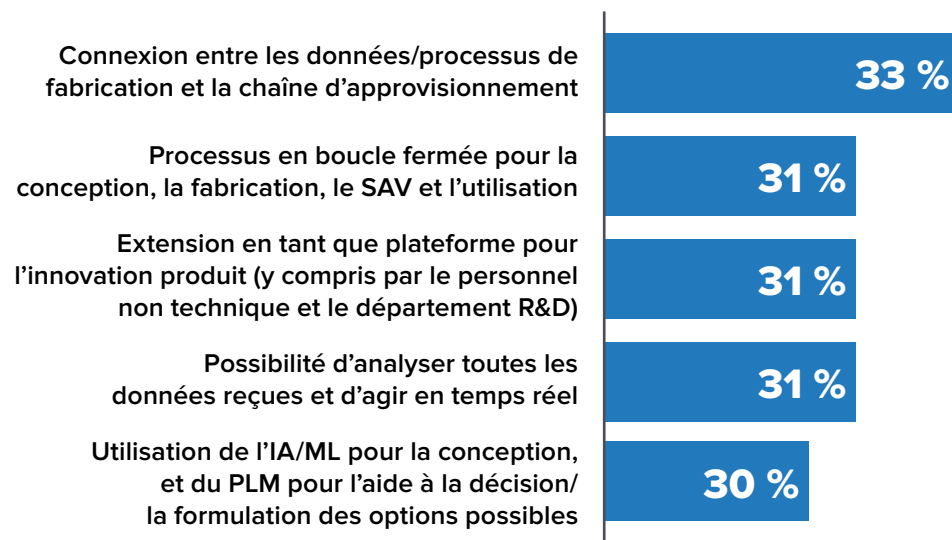 Connexion entre les données/processus de
fabrication et la chaîne d’approvisionnement
33 %
Processus en boucle fermée pour la
conception, la fabrication, le SAV et l’utilisation
31 %
Extension en tant que plateforme pour
l’innovation produit (y compris par le personnel
non technique et le département R&D)
31 %
Possibilité d’analyser toutes les
données reçues et d’agir en temps réel
31 %
Utilisation de l’IA/ML pour la conception,
et du PLM pour l’aide à la décision/
la formulation des options possibles
30 %